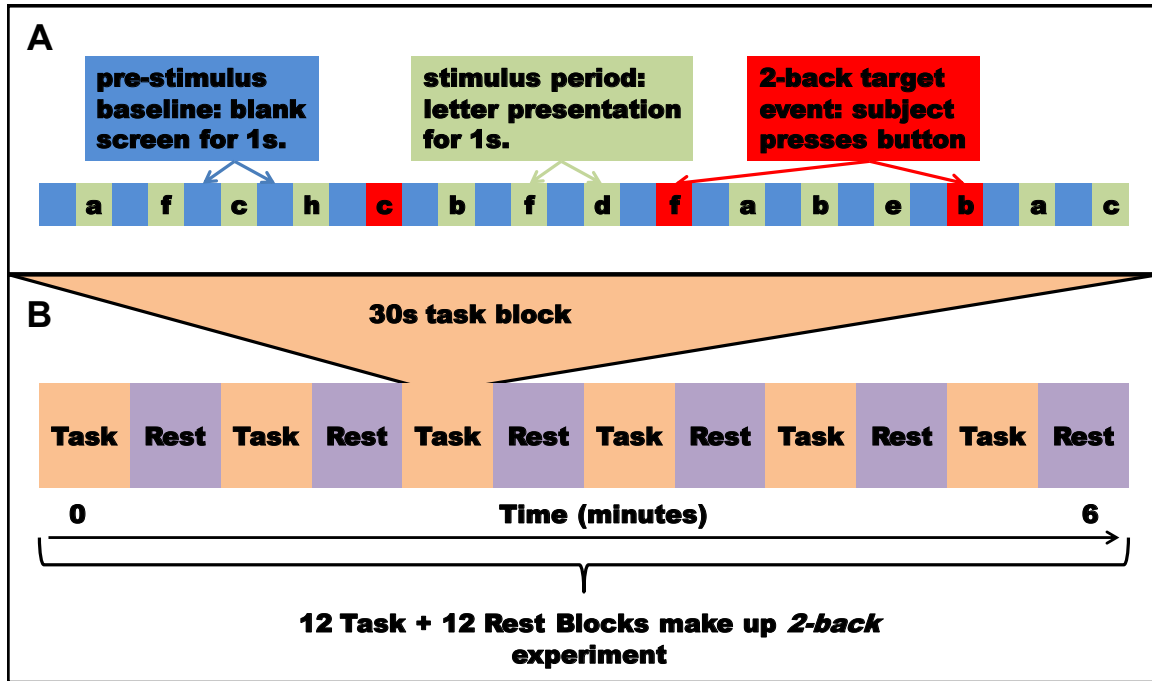 A
pre-stimulus
baseline: blank
screen for 1s.
stimulus period:
letter presentation
for 1s.
2-back target
event: subject
presses button
a f c h c b f d f a b e b a c
B
30s task block
Task Rest Task Rest Task Rest Task Rest Task Rest Task Rest
0 Time (minutes) 6
12 Task + 12 Rest Blocks make up 2-back
experiment